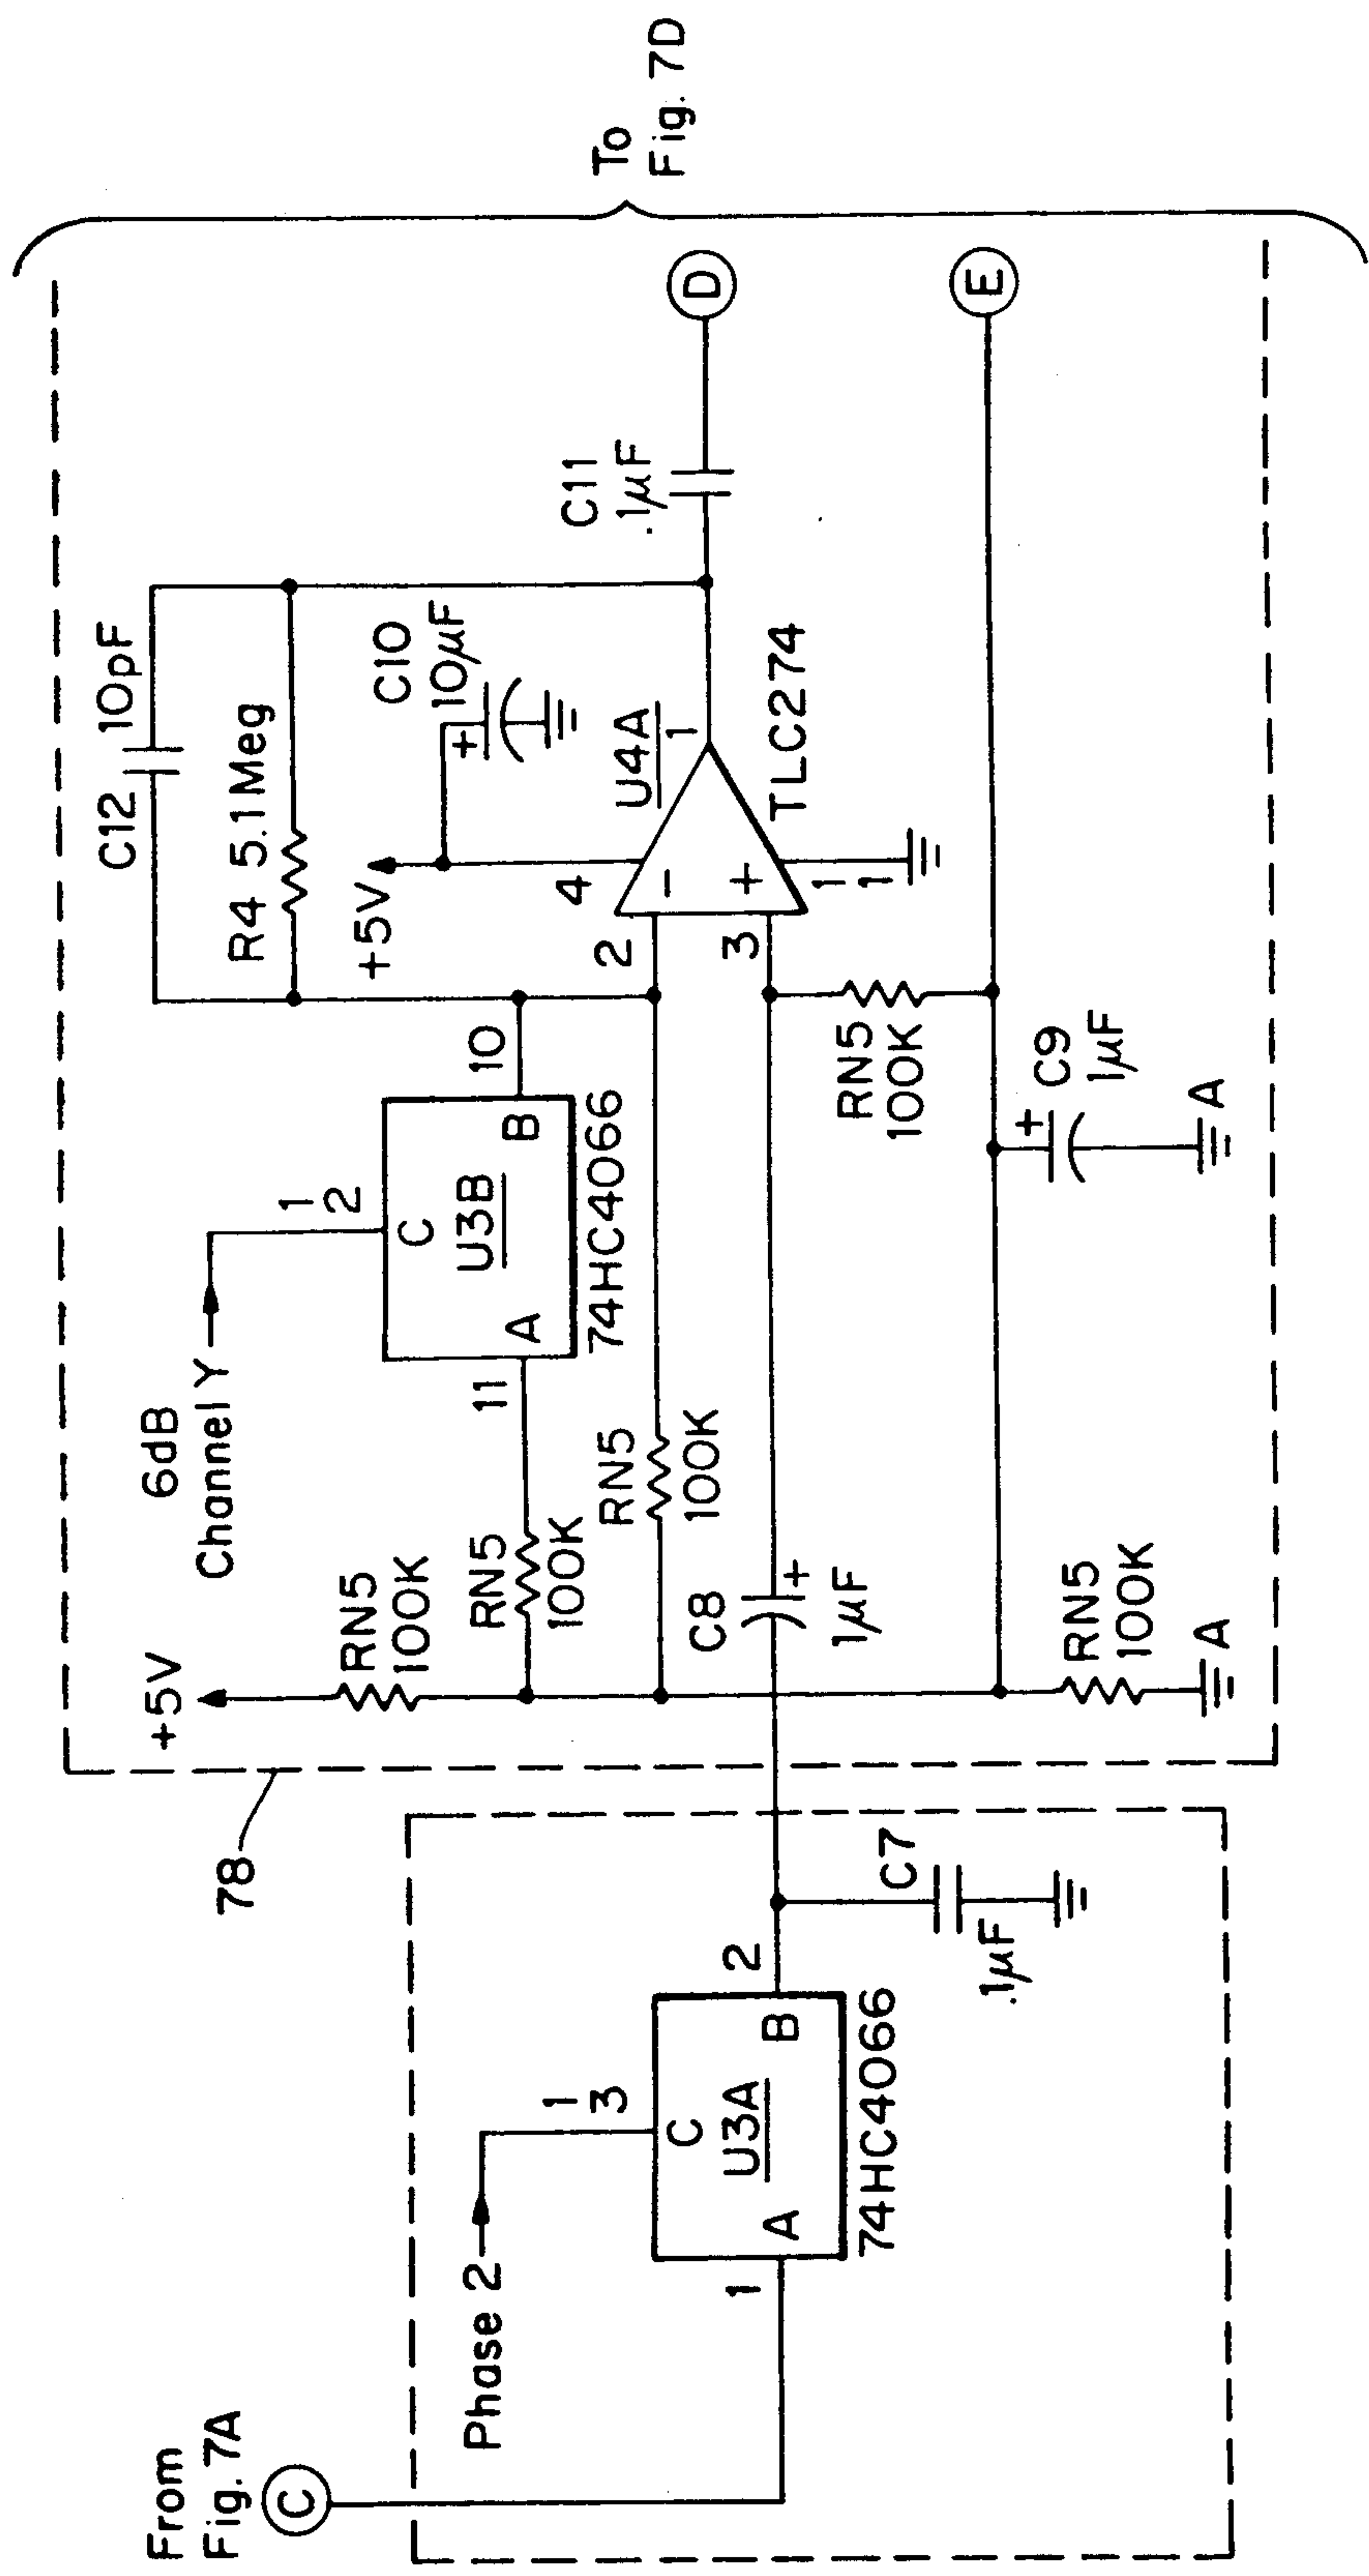 From
Fig. 7A
C
Phase 2
1
3
C
U3A
A
B
1
2
74HC4066
C7
.1µF
78
+5V
RN5
100K
6dB
Channel Y
1
2
C
U3B
A
B
11
10
74HC4066
RN5
100K
RN5
100K
C8
+
1µF
RN5
100K
A
C12 10pF
R4 5.1Meg
+5V
C10
10µF
+
4
2
3
−
+
U4A
1
1
1
TLC274
RN5
100K
C9
1µF
+
A
C11
.1µF
D
E
To
Fig. 7D